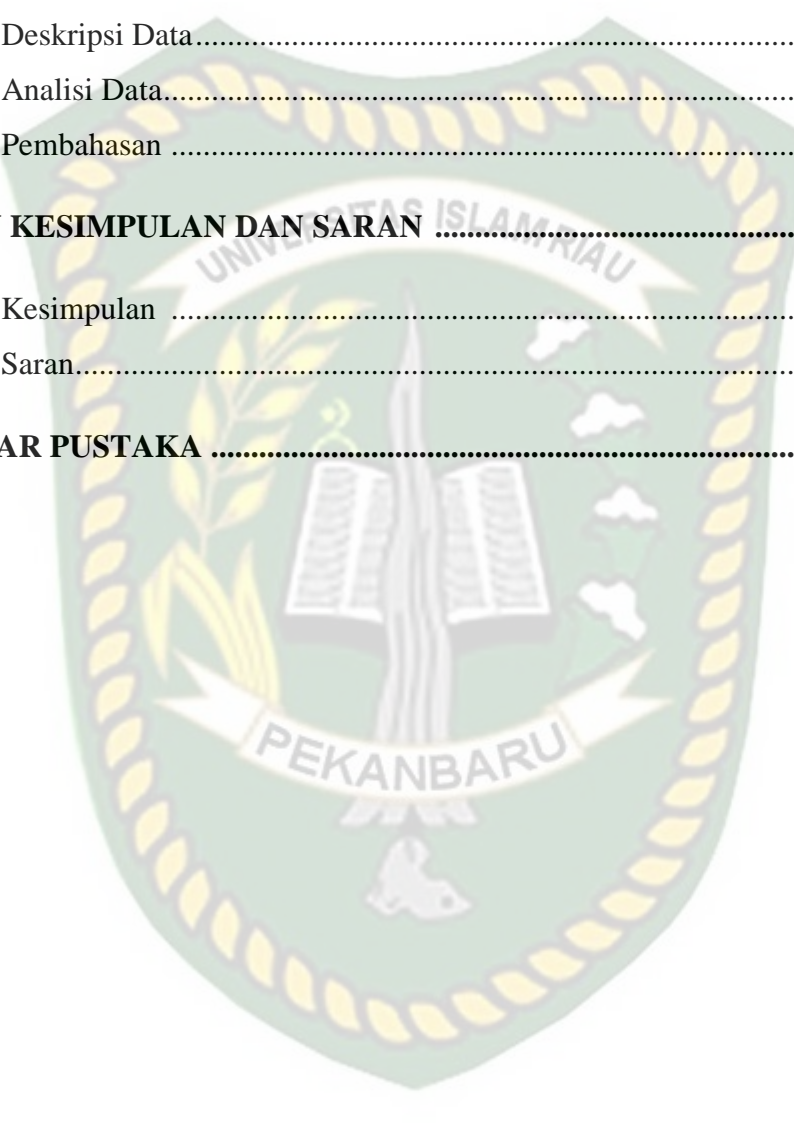 Deskripsi Data..........................................................................
Analisi Data..............................................................................
Pembahasan .............................................................................
KESIMPULAN DAN SARAN .............................................
UNIVERSITAS ISLAM RIAU
Kesimpulan .............................................................................
Saran.........................................................................................
AR PUSTAKA .........................................................................
PEKANBARU